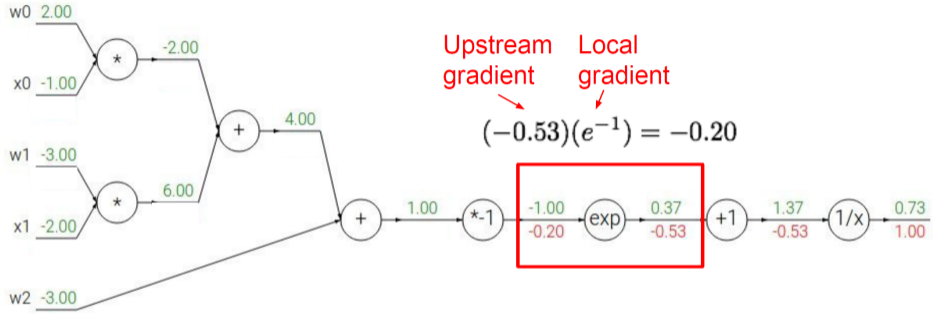 w0 2.00
x0 -1.00
*
-2.00
w1 -3.00
x1 -2.00
*
6.00
+
4.00
w2 -3.00
+
1.00
*-1
-1.00
-0.20
exp
0.37
-0.53
+1
1.37
-0.53
1/x
0.73
1.00
Upstream
gradient
Local
gradient
(-0.53)(e^{-1}) = -0.20